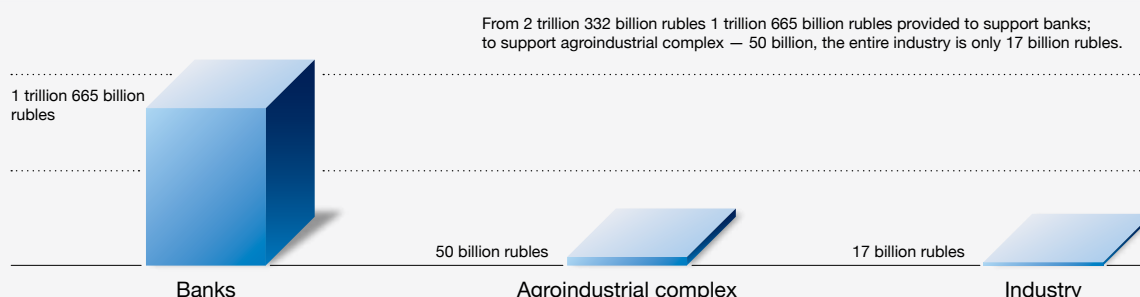 From 2 trillion 332 billion rubles 1 trillion 665 billion rubles provided to support banks;
to support agroindustrial complex — 50 billion, the entire industry is only 17 billion rubles.
1 trillion 665 billion
rubles
50 billion rubles
17 billion rubles
Banks
Agroindustrial complex
Industry